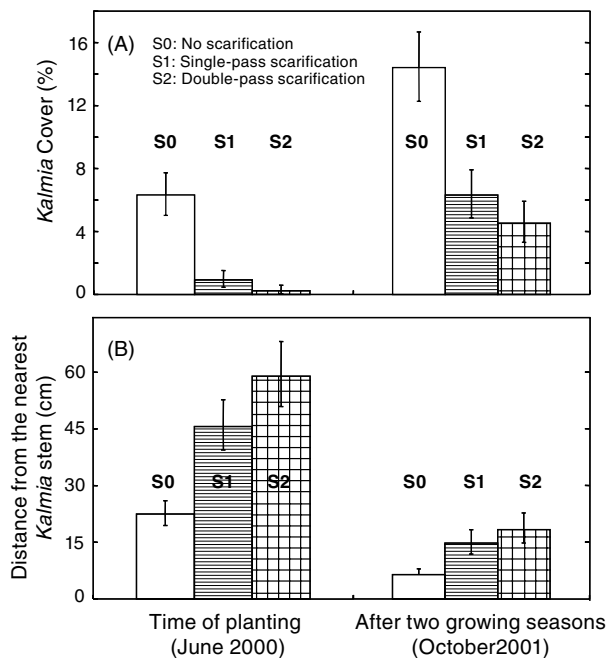 (A)
S0: No scarification
S1: Single-pass scarification
S2: Double-pass scarification
Kalmia Cover (%)
16
12
8
4
0
S0 S1 S2
S0 S1 S2
(B)
Distance from the nearest
Kalmia stem (cm)
60
45
30
15
0
S0 S1 S2
S0 S1 S2
Time of planting
(June 2000)
After two growing seasons
(October2001)